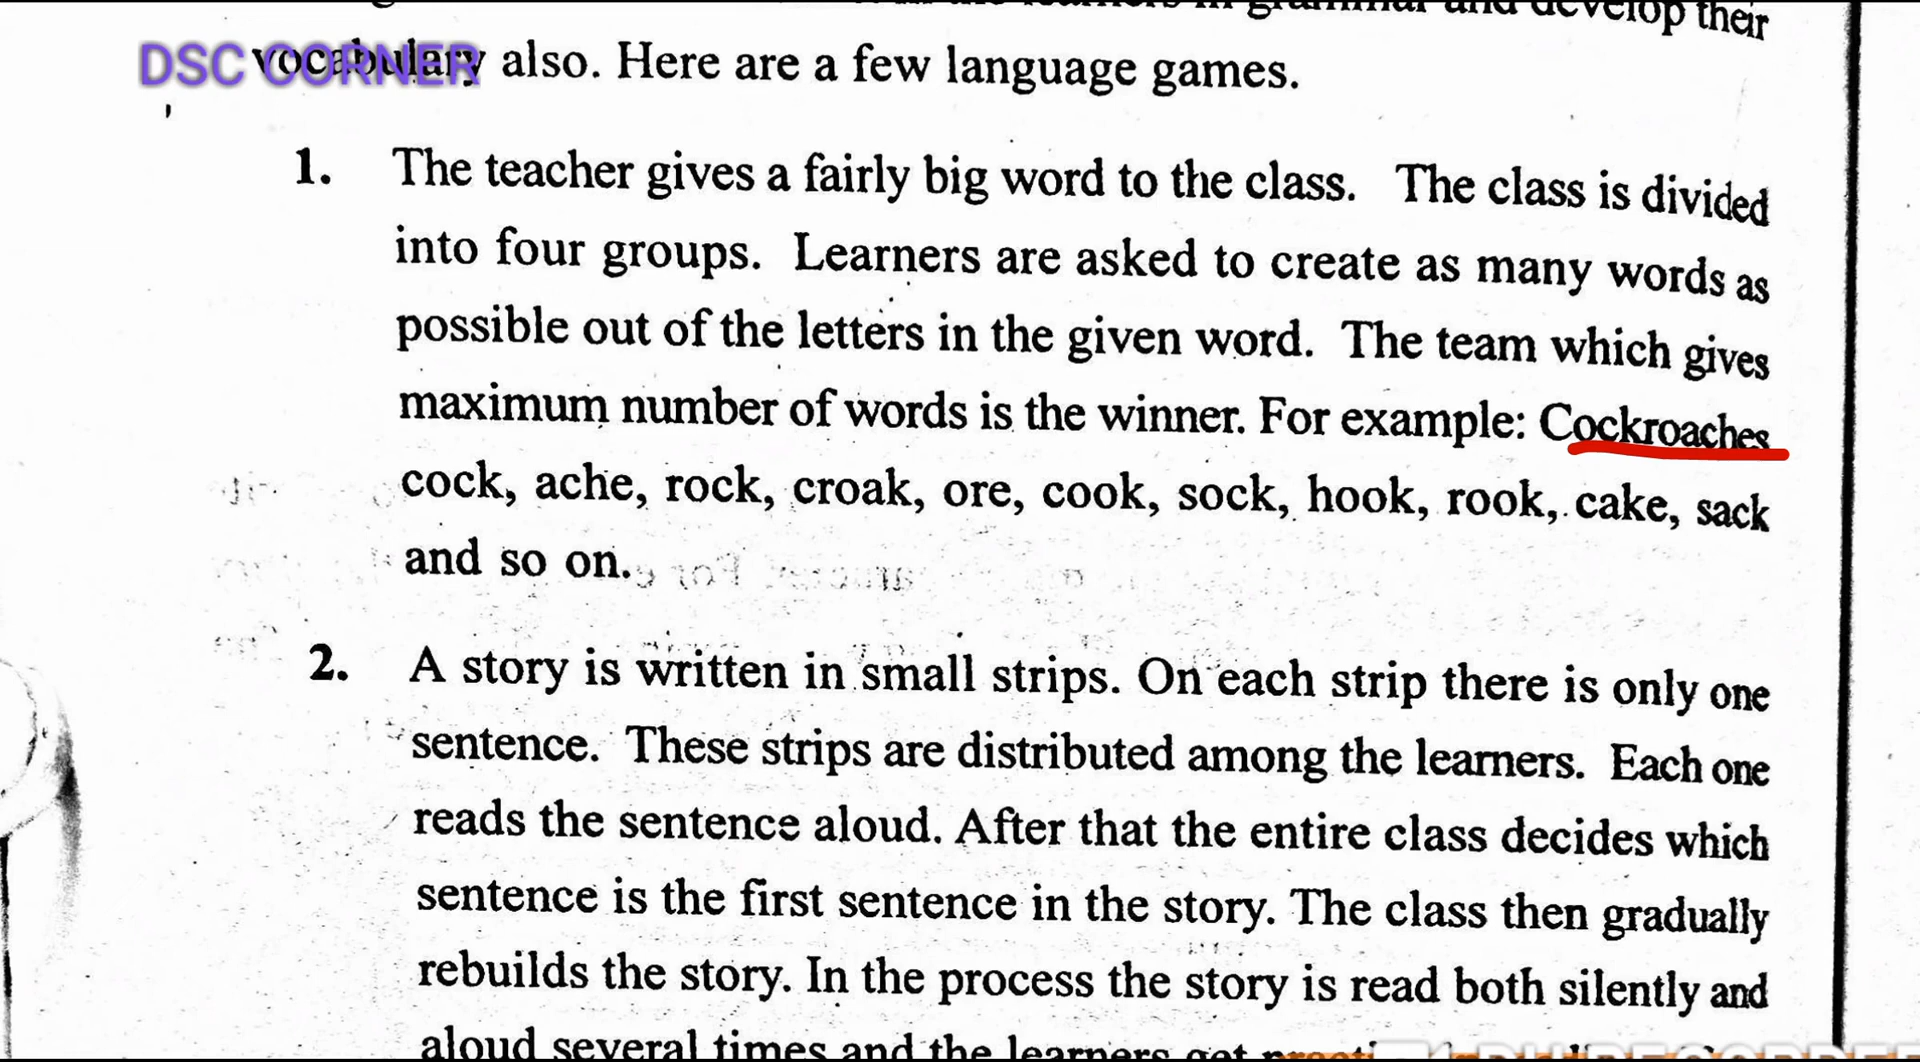 grammar and develop their
DSC CORNER
vocabulary also. Here are a few language games.
1. The teacher gives a fairly big word to the class. The class is divided
into four groups. Learners are asked to create as many words as
possible out of the letters in the given word. The team which gives
maximum number of words is the winner. For example: Cockroaches
cock, ache, rock, croak, ore, cook, sock, hook, rook, cake, sack
and so on.
2. A story is written in small strips. On each strip there is only one
sentence. These strips are distributed among the learners. Each one
reads the sentence aloud. After that the entire class decides which
sentence is the first sentence in the story. The class then gradually
rebuilds the story. In the process the story is read both silently and
aloud several times and the learners get